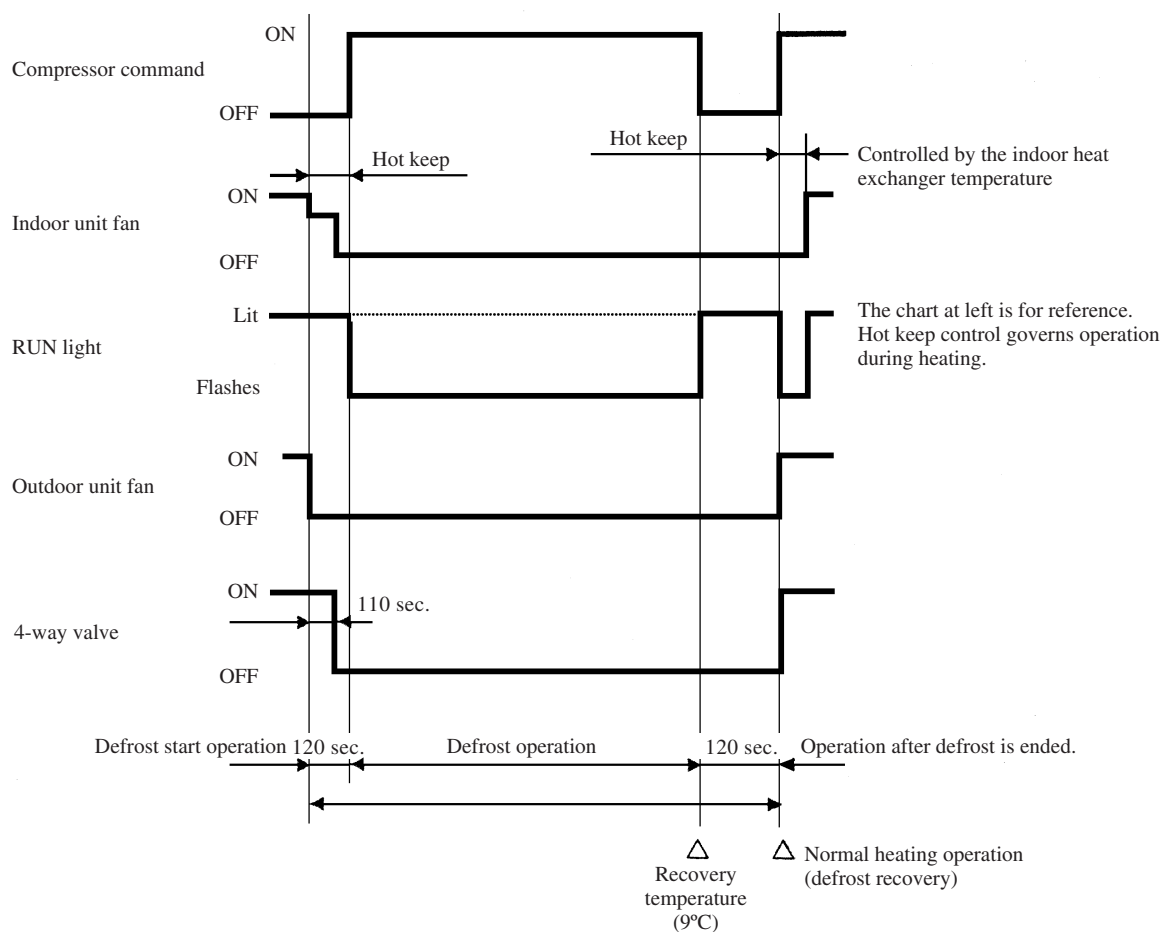 ON
Compressor command
OFF
Hot keep
Hot keep
Controlled by the indoor heat
exchanger temperature
ON
Indoor unit fan
OFF
Lit
RUN light
Flashes
The chart at left is for reference.
Hot keep control governs operation
during heating.
ON
Outdoor unit fan
OFF
ON
110 sec.
4-way valve
OFF
Defrost start operation 120 sec. Defrost operation 120 sec. Operation after defrost is ended.
Recovery
temperature
(9ºC)
Normal heating operation
(defrost recovery)